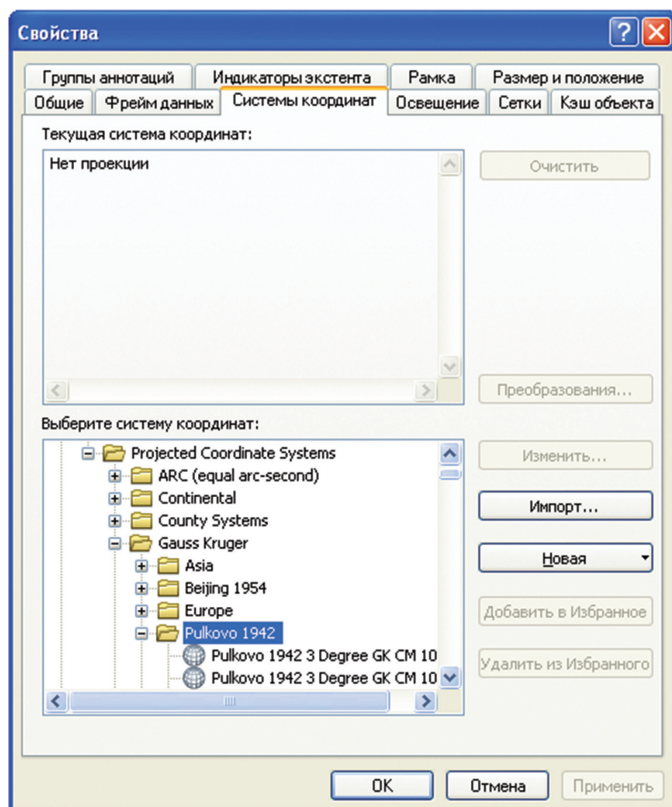 Свойства
Группы аннотаций Индикаторы экстента Рамка Размер и положение
Общие Фрейм данных Системы координат Освещение Сетки Кэш объекта
Текущая система координат:
Нет проекции
Очистить
Преобразования...
Выберите систему координат:
Projected Coordinate Systems
ARC (equal arc-second)
Continental
County Systems
Gauss Kruger
Asia
Beijing 1954
Europe
Pulkovo 1942
Pulkovo 1942 3 Degree GK CM 10
Pulkovo 1942 3 Degree GK CM 10
Изменить...
Импорт...
Новая
Добавить в Избранное
Удалить из Избранного
OK Отмена Применить